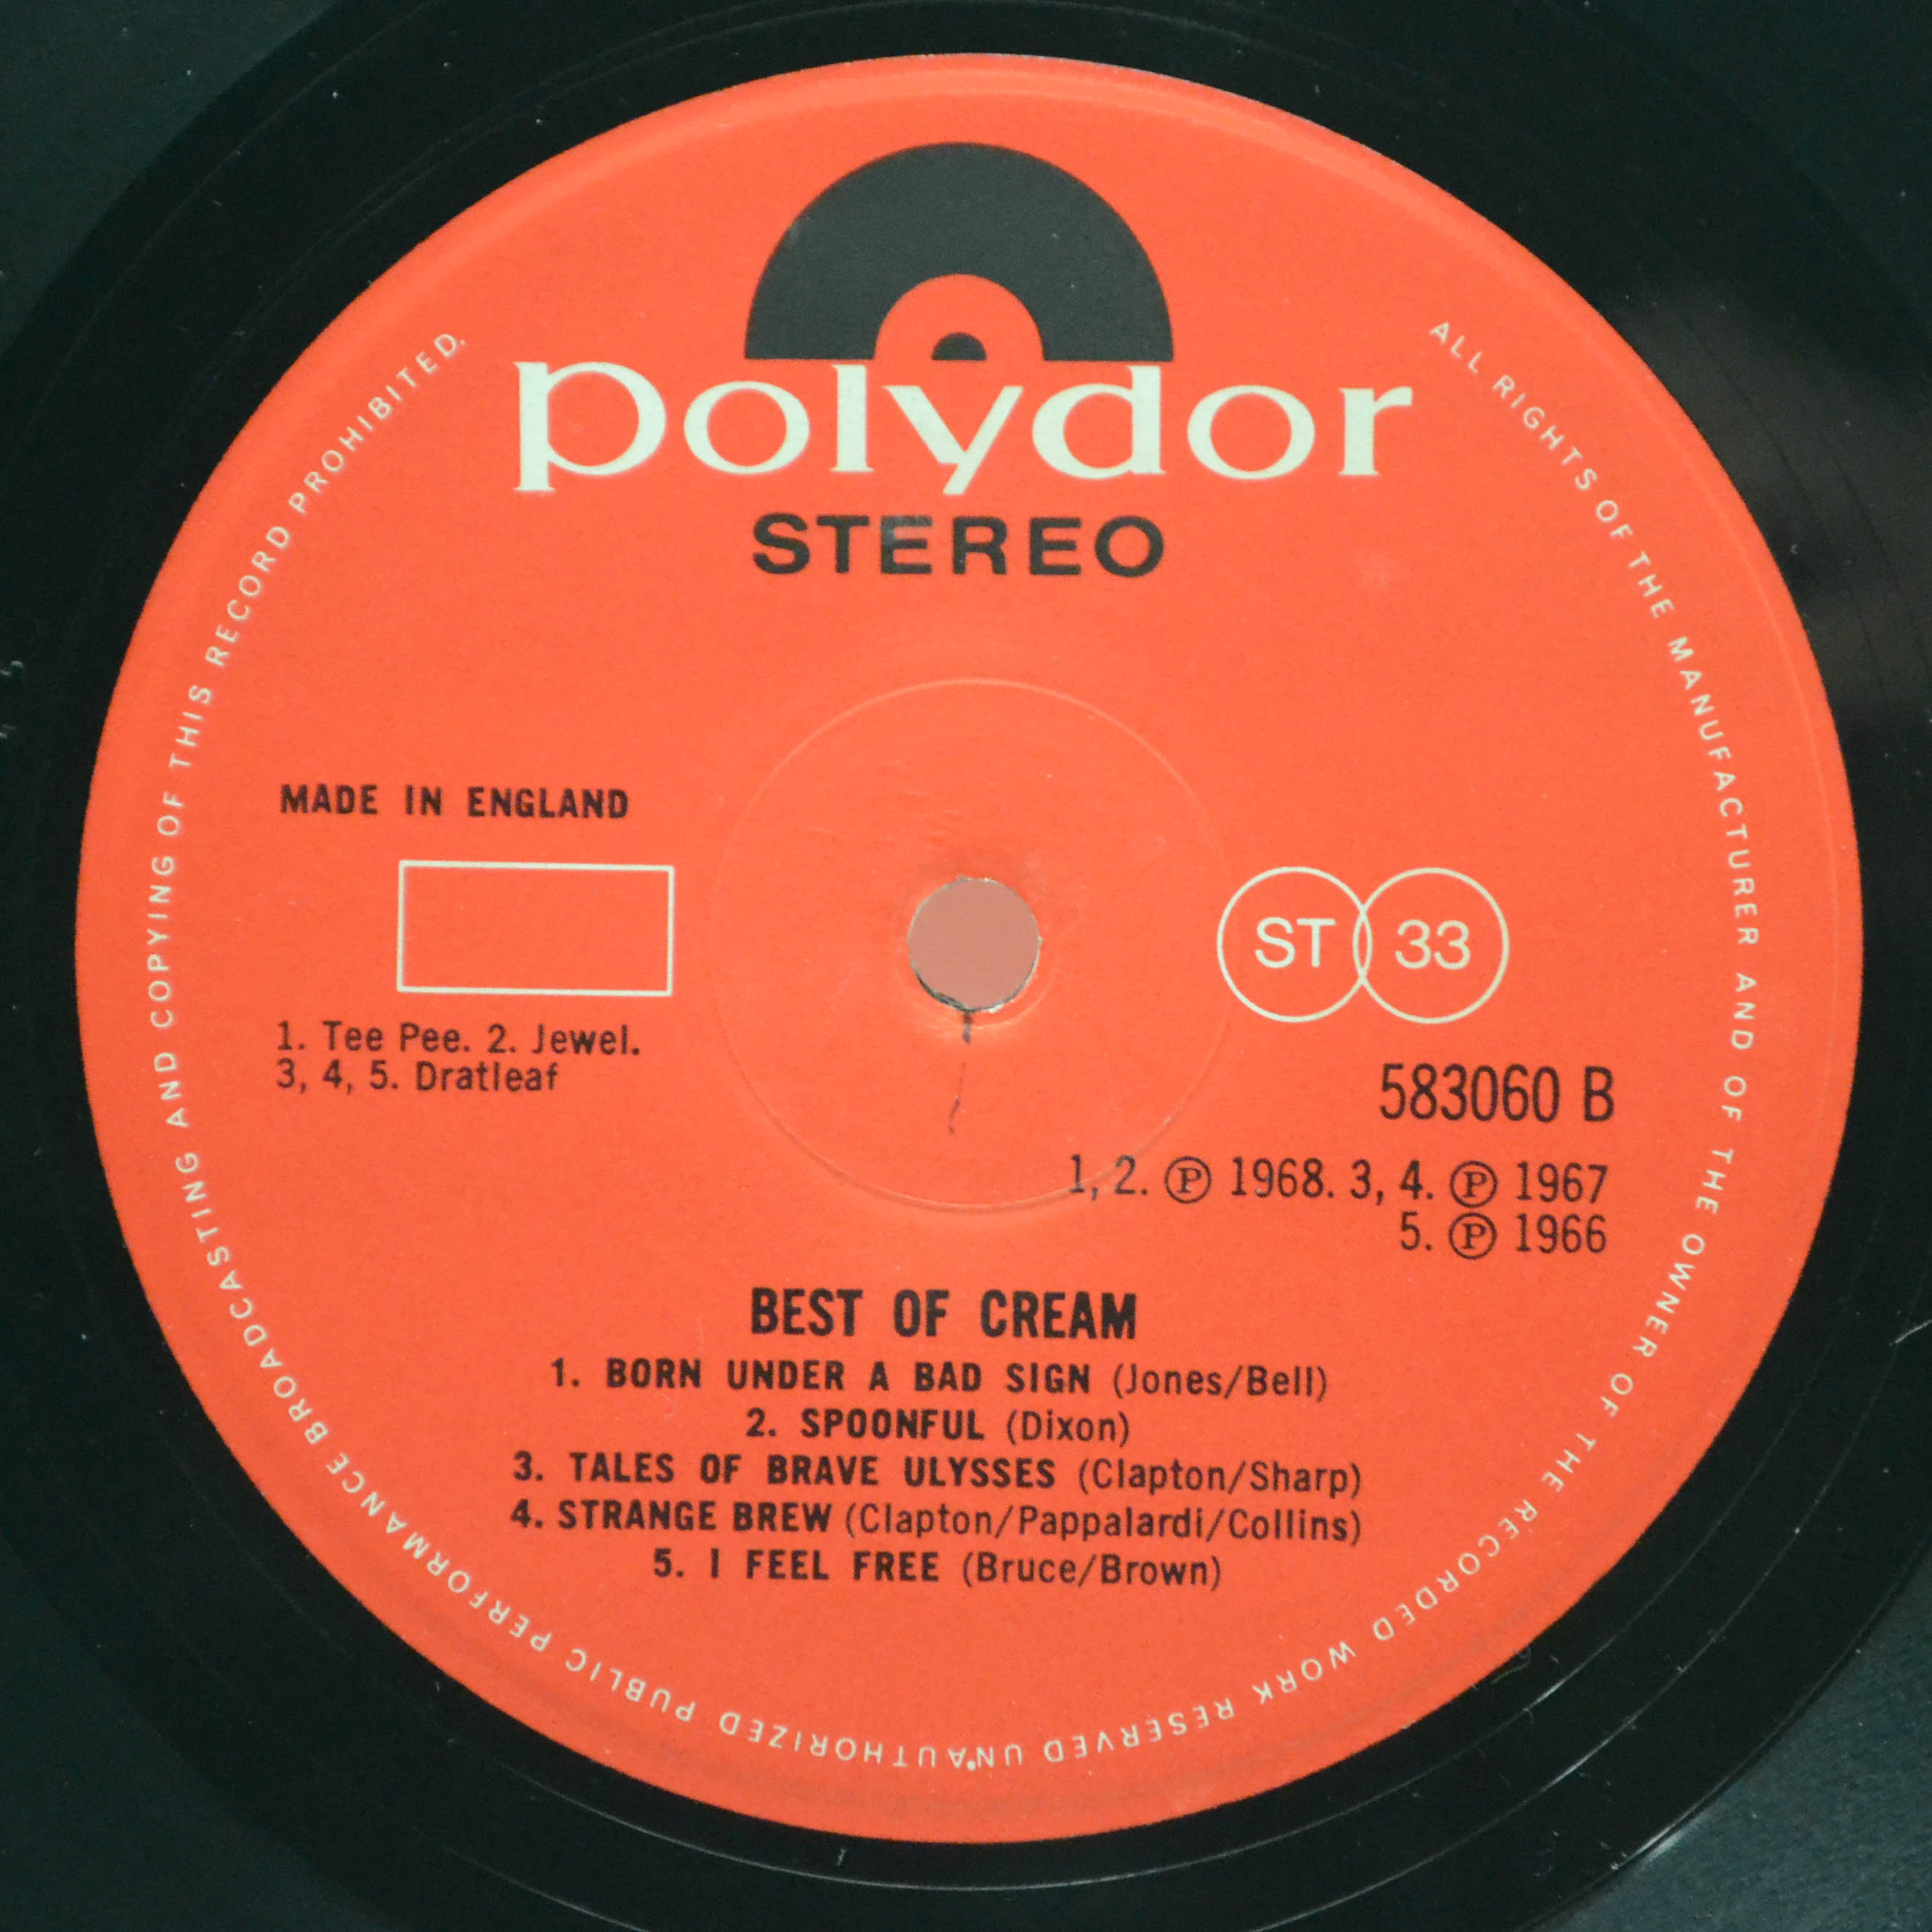 polydor
STEREO
MADE IN ENGLAND
ST 33
1. Tee Pee. 2. Jewel.
3, 4, 5. Dratleaf
583060 B
1, 2. Ⓟ 1968. 3, 4. Ⓟ 1967
5. Ⓟ 1966
BEST OF CREAM
1. BORN UNDER A BAD SIGN (Jones/Bell)
2. SPOONFUL (Dixon)
3. TALES OF BRAVE ULYSSES (Clapton/Sharp)
4. STRANGE BREW (Clapton/Pappalardi/Collins)
5. I FEEL FREE (Bruce/Brown)
ALL RIGHTS OF THE MANUFACTURER AND OF THE OWNER OF THE RECORDED WORK RESERVED UNAUTHORIZED PUBLIC PERFORMANCE BROADCASTING AND COPYING OF THIS RECORD PROHIBITED.